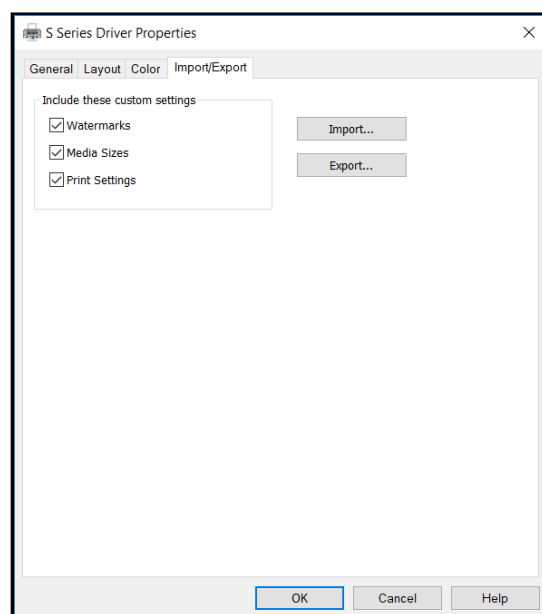 S Series Driver Properties
General Layout Color Import/Export
Include these custom settings
Watermarks
Import...
Media Sizes
Export...
Print Settings
OK Cancel Help